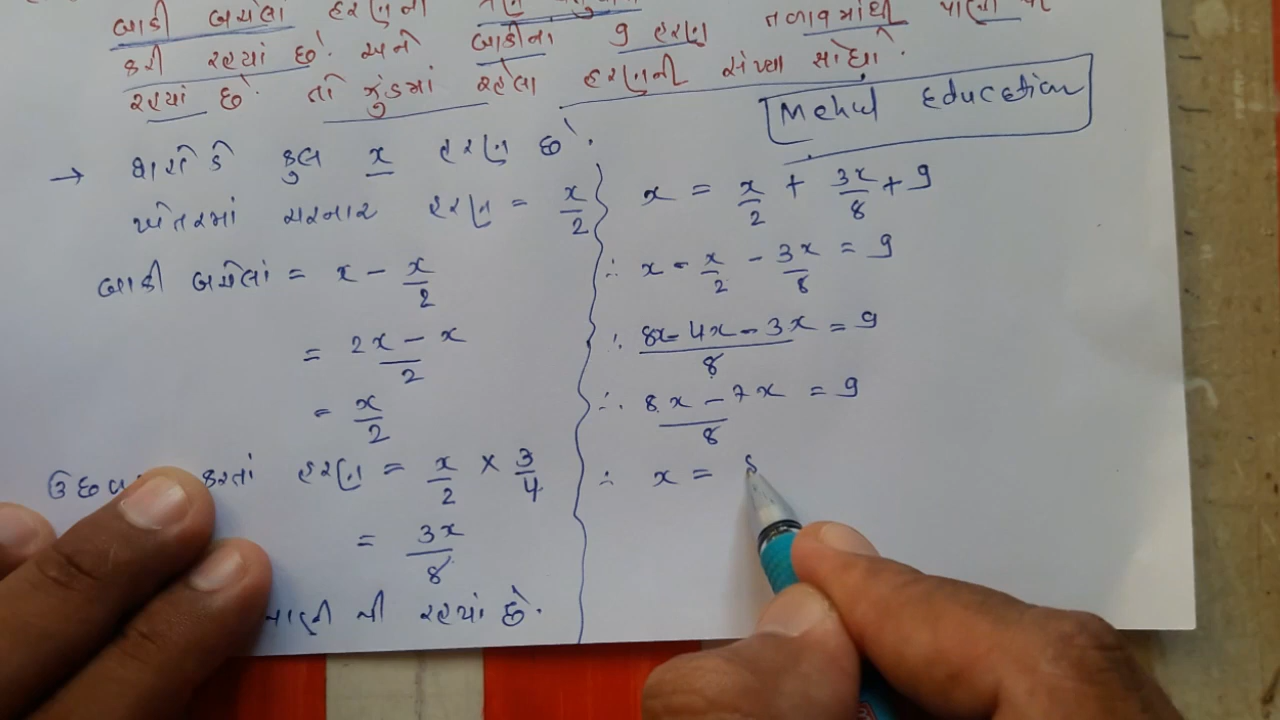 બાકી બચેલાં હરણની
કરી રહ્યાં છે. અને બાકીના 9 હરણ તળાવમાંથી પાણી પી
રહ્યાં છે. તો ઝુંડમાં રહેલા હરણની સંખ્યા શોધો.
Mehul Education
→ ધારો કે કુલ x હરણ છે.
ખેતરમાં ચરનાર હરણ = x/2
બાકી બચેલાં = x - x/2
= 2x - x/2
= x/2
કરતાં હરણ = x/2 × 3/4
= 3x/8
પાણી પી રહ્યાં છે.
x = x/2 + 3x/8 + 9
∴ x - x/2 - 3x/8 = 9
∴ 8x - 4x - 3x/8 = 9
∴ 8x - 7x/8 = 9
∴ x =